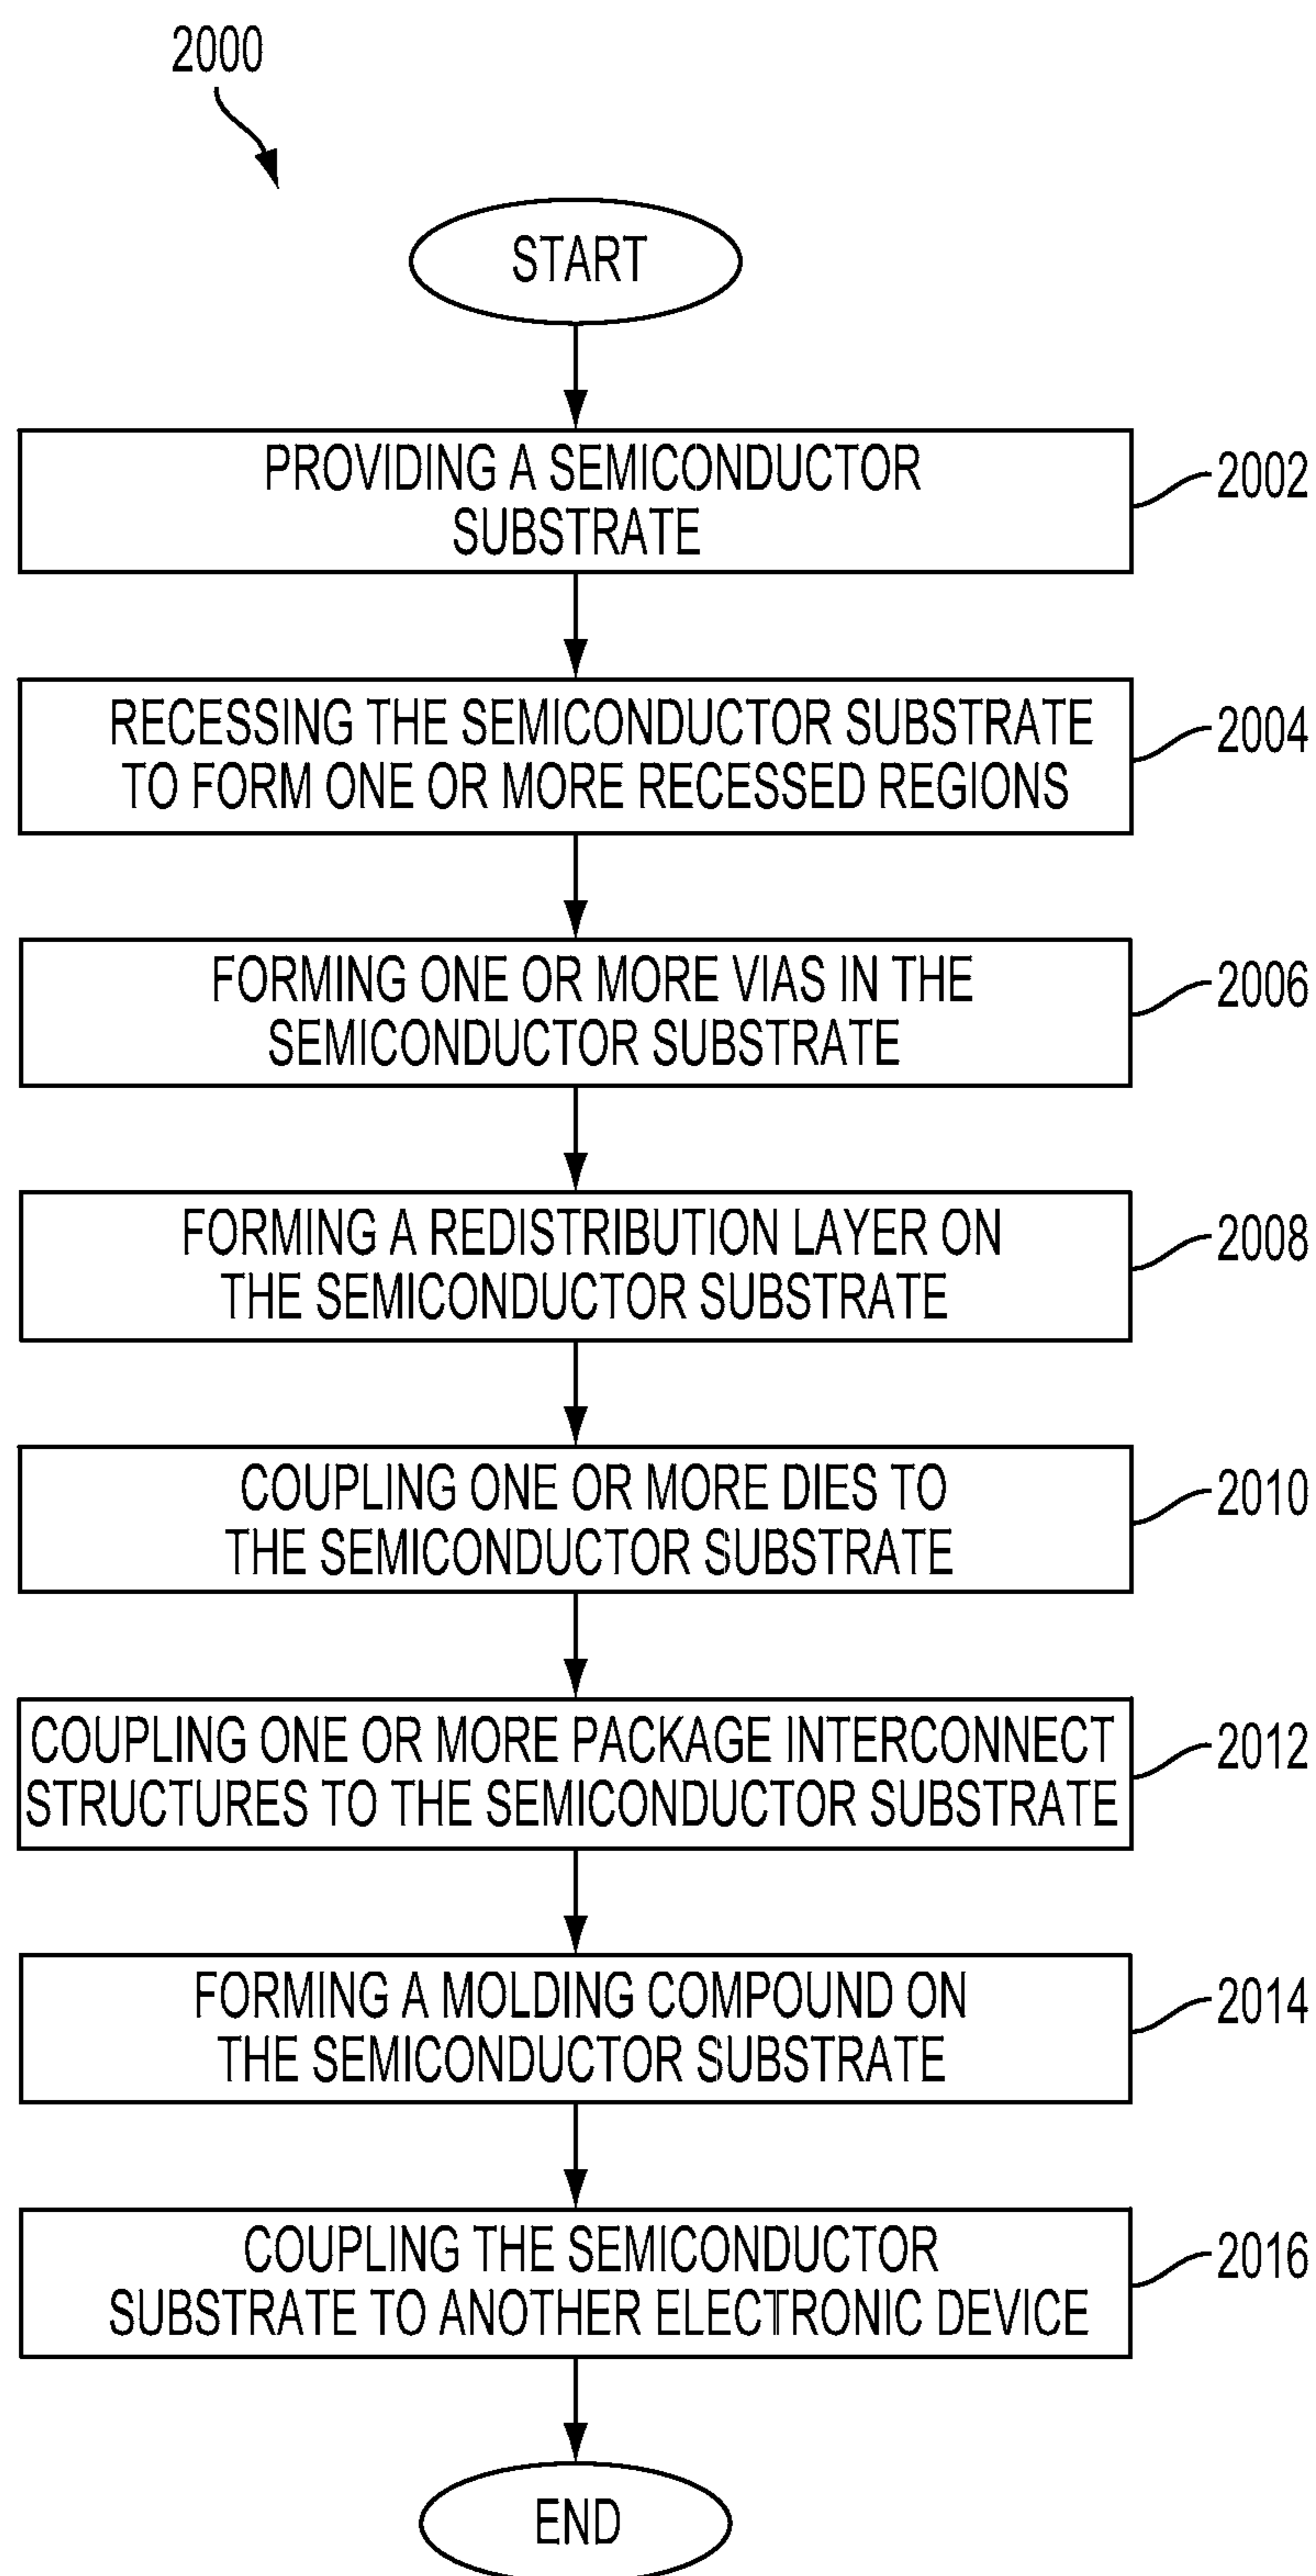 2000
START
PROVIDING A SEMICONDUCTOR
SUBSTRATE
2002
RECESSING THE SEMICONDUCTOR SUBSTRATE
TO FORM ONE OR MORE RECESSED REGIONS
2004
FORMING ONE OR MORE VIAS IN THE
SEMICONDUCTOR SUBSTRATE
2006
FORMING A REDISTRIBUTION LAYER ON
THE SEMICONDUCTOR SUBSTRATE
2008
COUPLING ONE OR MORE DIES TO
THE SEMICONDUCTOR SUBSTRATE
2010
COUPLING ONE OR MORE PACKAGE INTERCONNECT
STRUCTURES TO THE SEMICONDUCTOR SUBSTRATE
2012
FORMING A MOLDING COMPOUND ON
THE SEMICONDUCTOR SUBSTRATE
2014
COUPLING THE SEMICONDUCTOR
SUBSTRATE TO ANOTHER ELECTRONIC DEVICE
2016
END